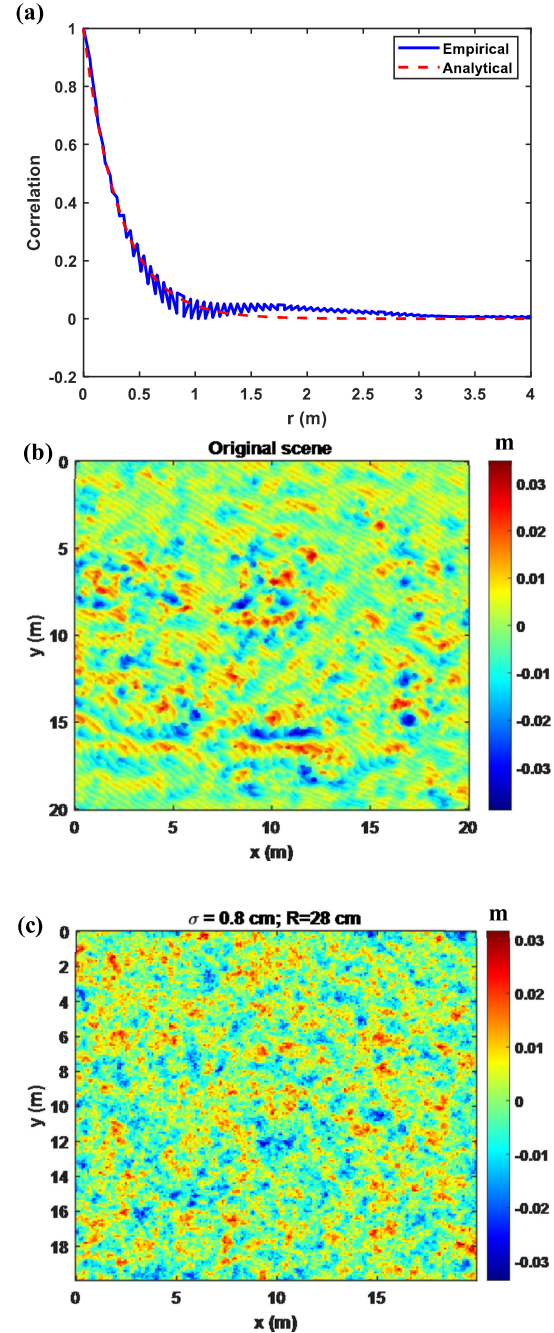 (a)
1
0.8
0.6
0.4
0.2
0
-0.2
Correlation
Empirical
Analytical
0 0.5 1 1.5 2 2.5 3 3.5 4
r (m)
(b)
Original scene
m
0
5
10
15
20
y (m)
0 5 10 15 20
x (m)
0.03
0.02
0.01
0
-0.01
-0.02
-0.03
(c)
σ = 0.8 cm; R=28 cm
m
0
2
4
6
8
10
12
14
16
18
y (m)
0 5 10 15
x (m)
0.03
0.02
0.01
0
-0.01
-0.02
-0.03